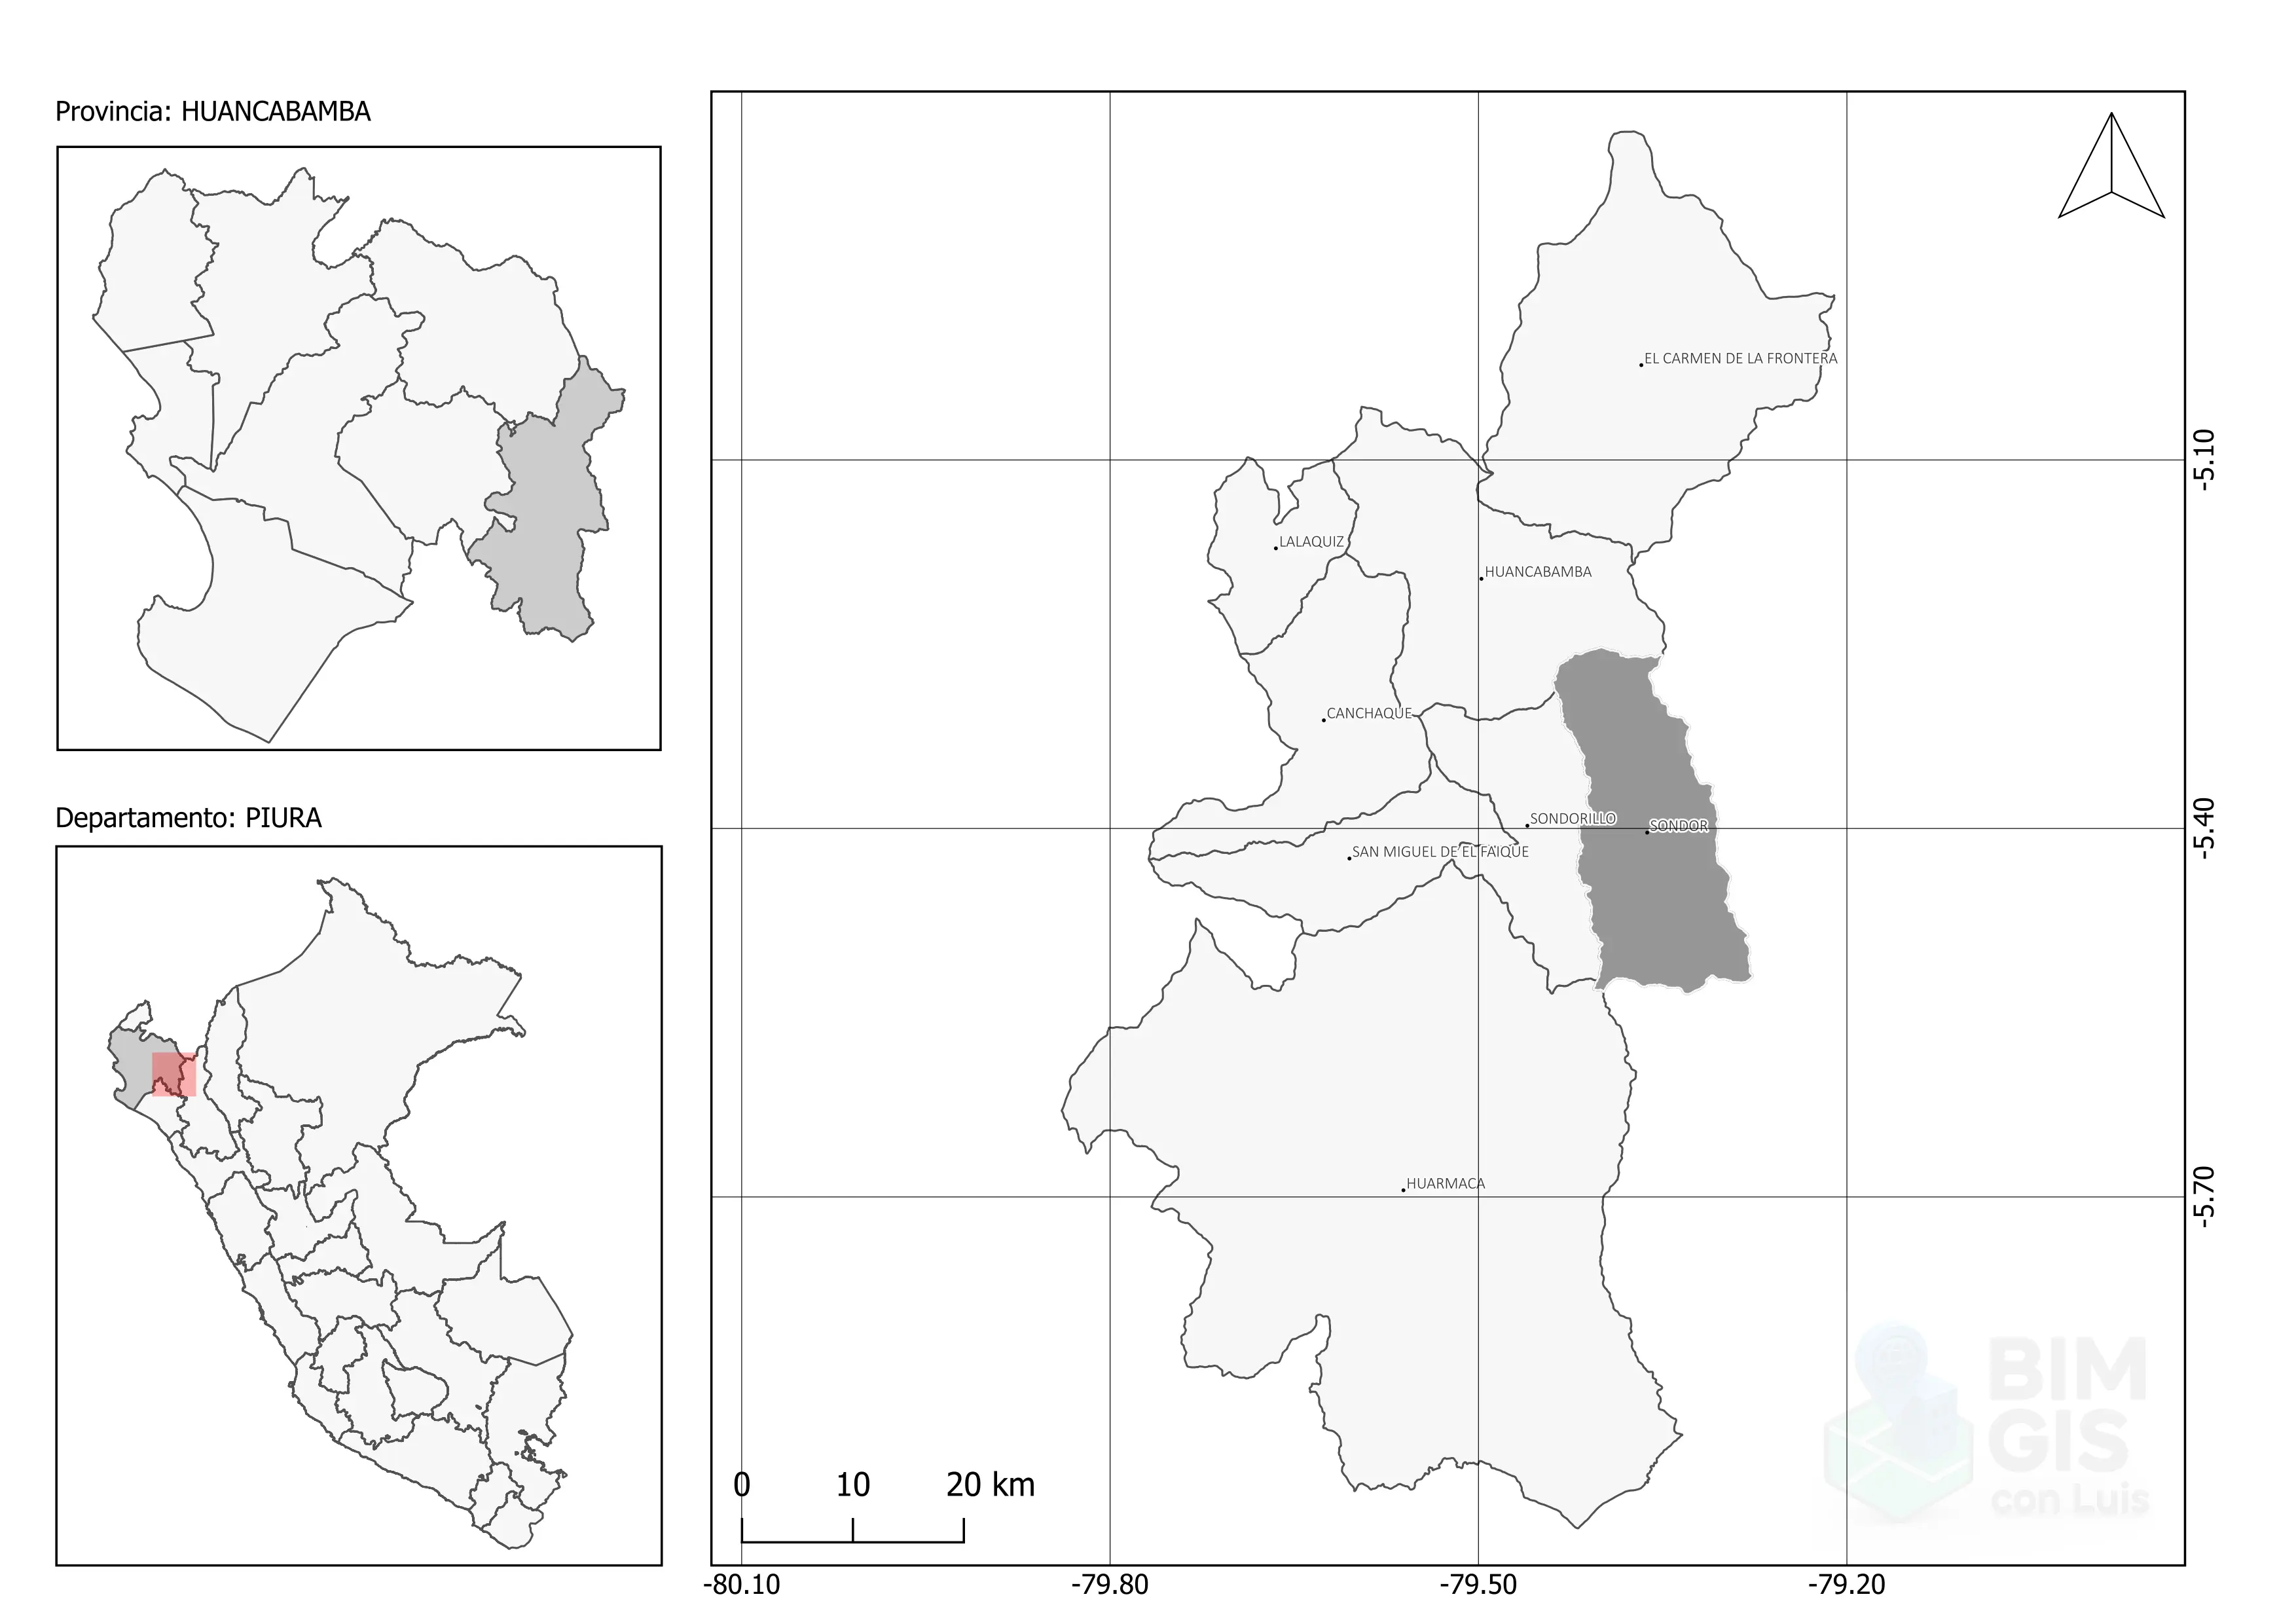 Provincia: HUANCABAMBA
Departamento: PIURA
EL CARMEN DE LA FRONTERA
LALAQUIZ
HUANCABAMBA
CANCHAQUE
SONDORILLO
SONDOR
SAN MIGUEL DE EL FAIQUE
HUARMACA
-5.10
-5.40
-5.70
0 10 20 km
BIM
GIS
con Luis
-80.10 -79.80 -79.50 -79.20